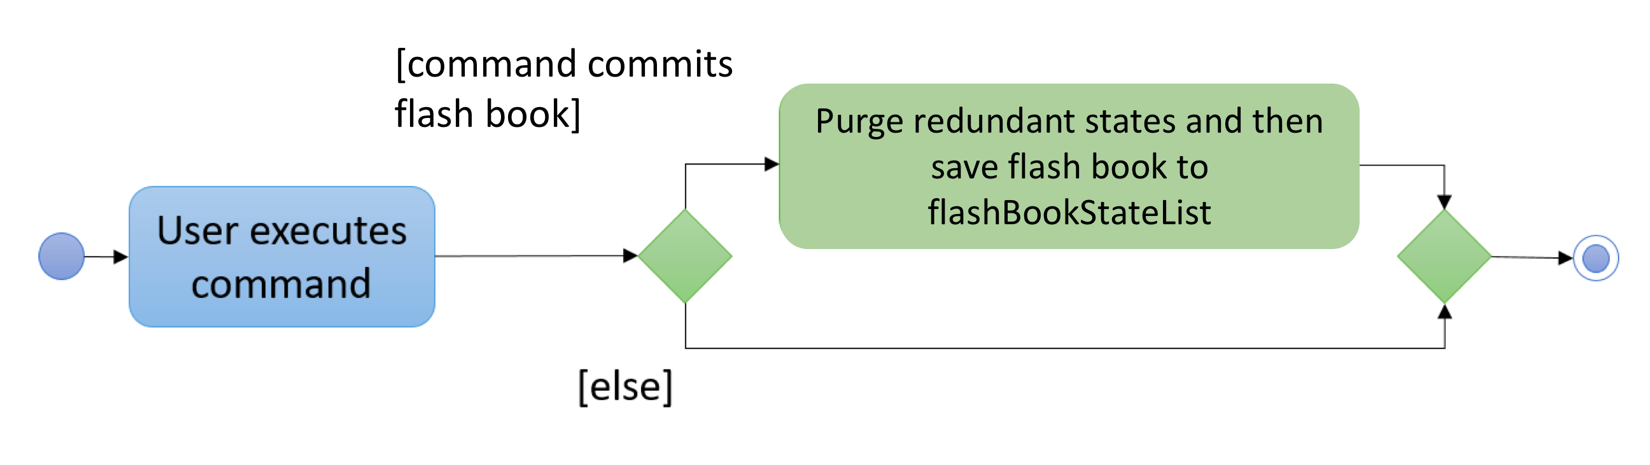 [command commits
flash book]
Purge redundant states and then
save flash book to
flashBookStateList
User executes
command
[else]